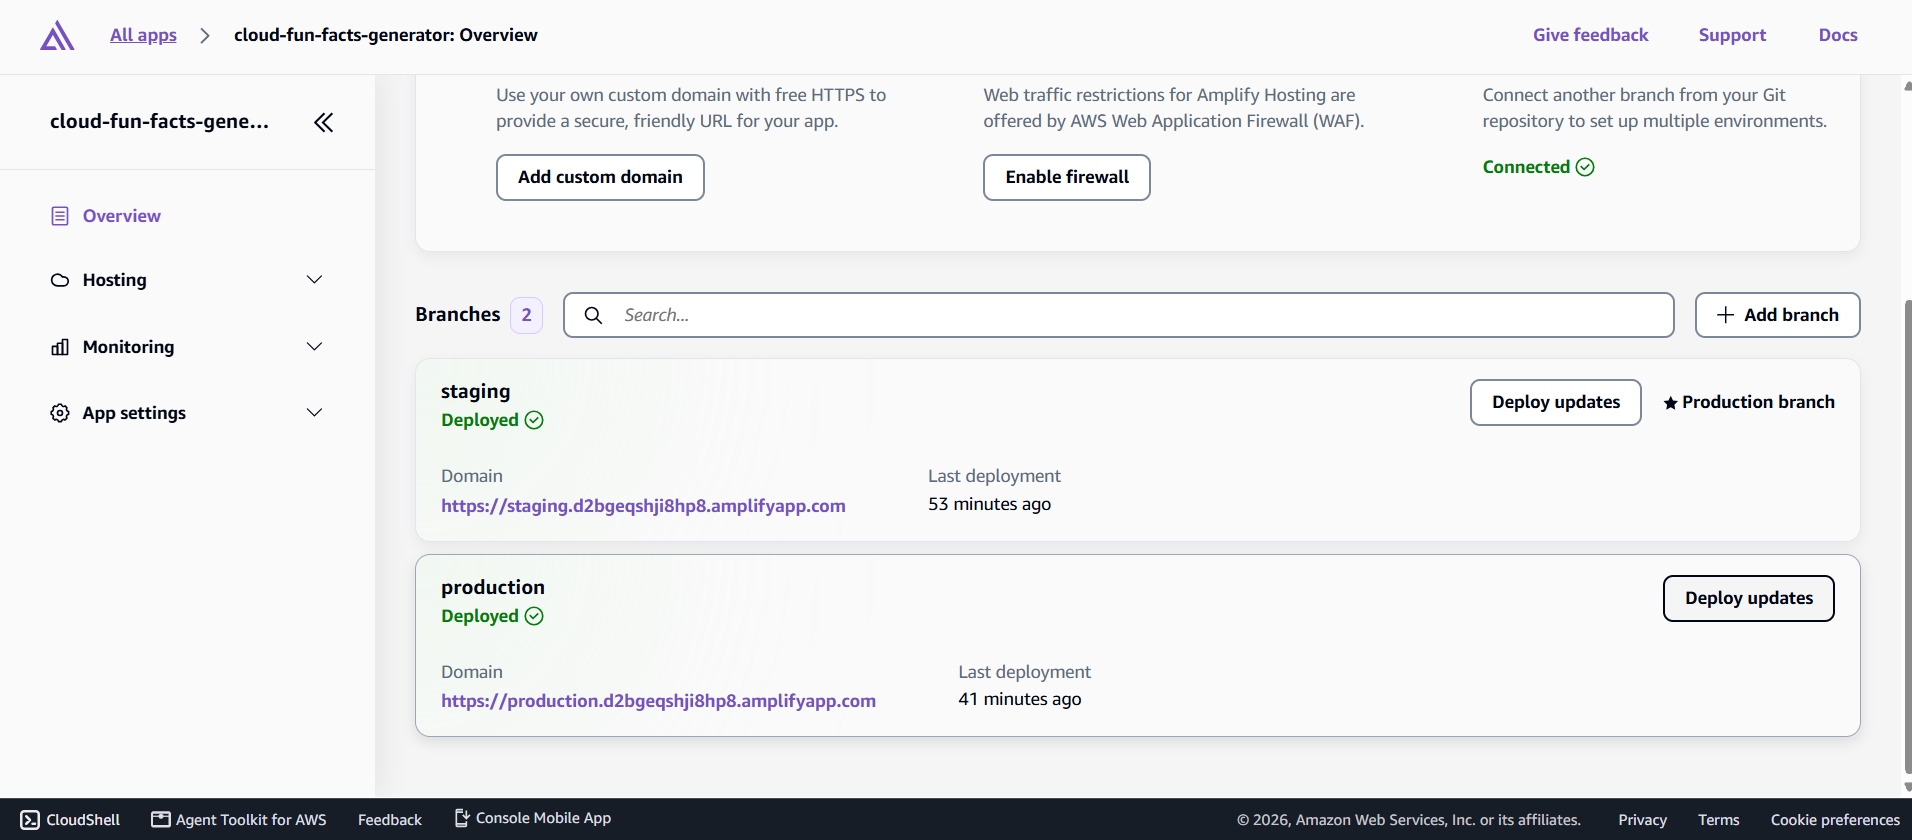 All apps > cloud-fun-facts-generator: Overview
Give feedback Support Docs
cloud-fun-facts-gene...
Overview
Hosting
Monitoring
App settings
Use your own custom domain with free HTTPS to
provide a secure, friendly URL for your app.
Add custom domain
Web traffic restrictions for Amplify Hosting are
offered by AWS Web Application Firewall (WAF).
Enable firewall
Connect another branch from your Git
repository to set up multiple environments.
Connected
Branches 2 Search... + Add branch
staging
Deployed
Deploy updates ★ Production branch
Domain
https://staging.d2bgeqshji8hp8.amplifyapp.com
Last deployment
53 minutes ago
production
Deployed
Deploy updates
Domain
https://production.d2bgeqshji8hp8.amplifyapp.com
Last deployment
41 minutes ago
CloudShell Agent Toolkit for AWS Feedback Console Mobile App © 2026, Amazon Web Services, Inc. or its affiliates. Privacy Terms Cookie preferences